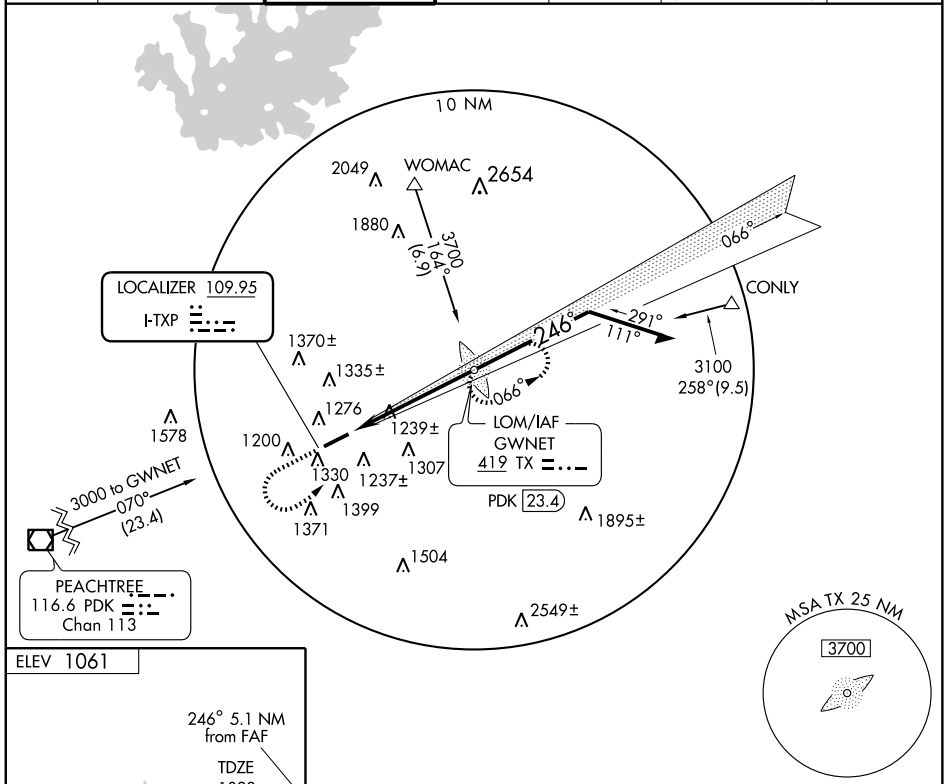 10 NM
2049
WOMAC
2654
1880
3700
164°
(6.9)
066°
LOCALIZER 109.95
I-TXP
CONLY
246°
291°
111°
3100
258°(9.5)
1370±
1335±
1276
066°
1239±
LOM/IAF
GWNET
419 TX
1578
1200
1330
1237±
1307
PDK 23.4
3000 to GWNET
070°
(23.4)
1399
1371
1895±
1504
PEACHTREE
116.6 PDK
Chan 113
2549±
MSA TX 25 NM
3700
ELEV 1061
246° 5.1 NM
from FAF
TDZE